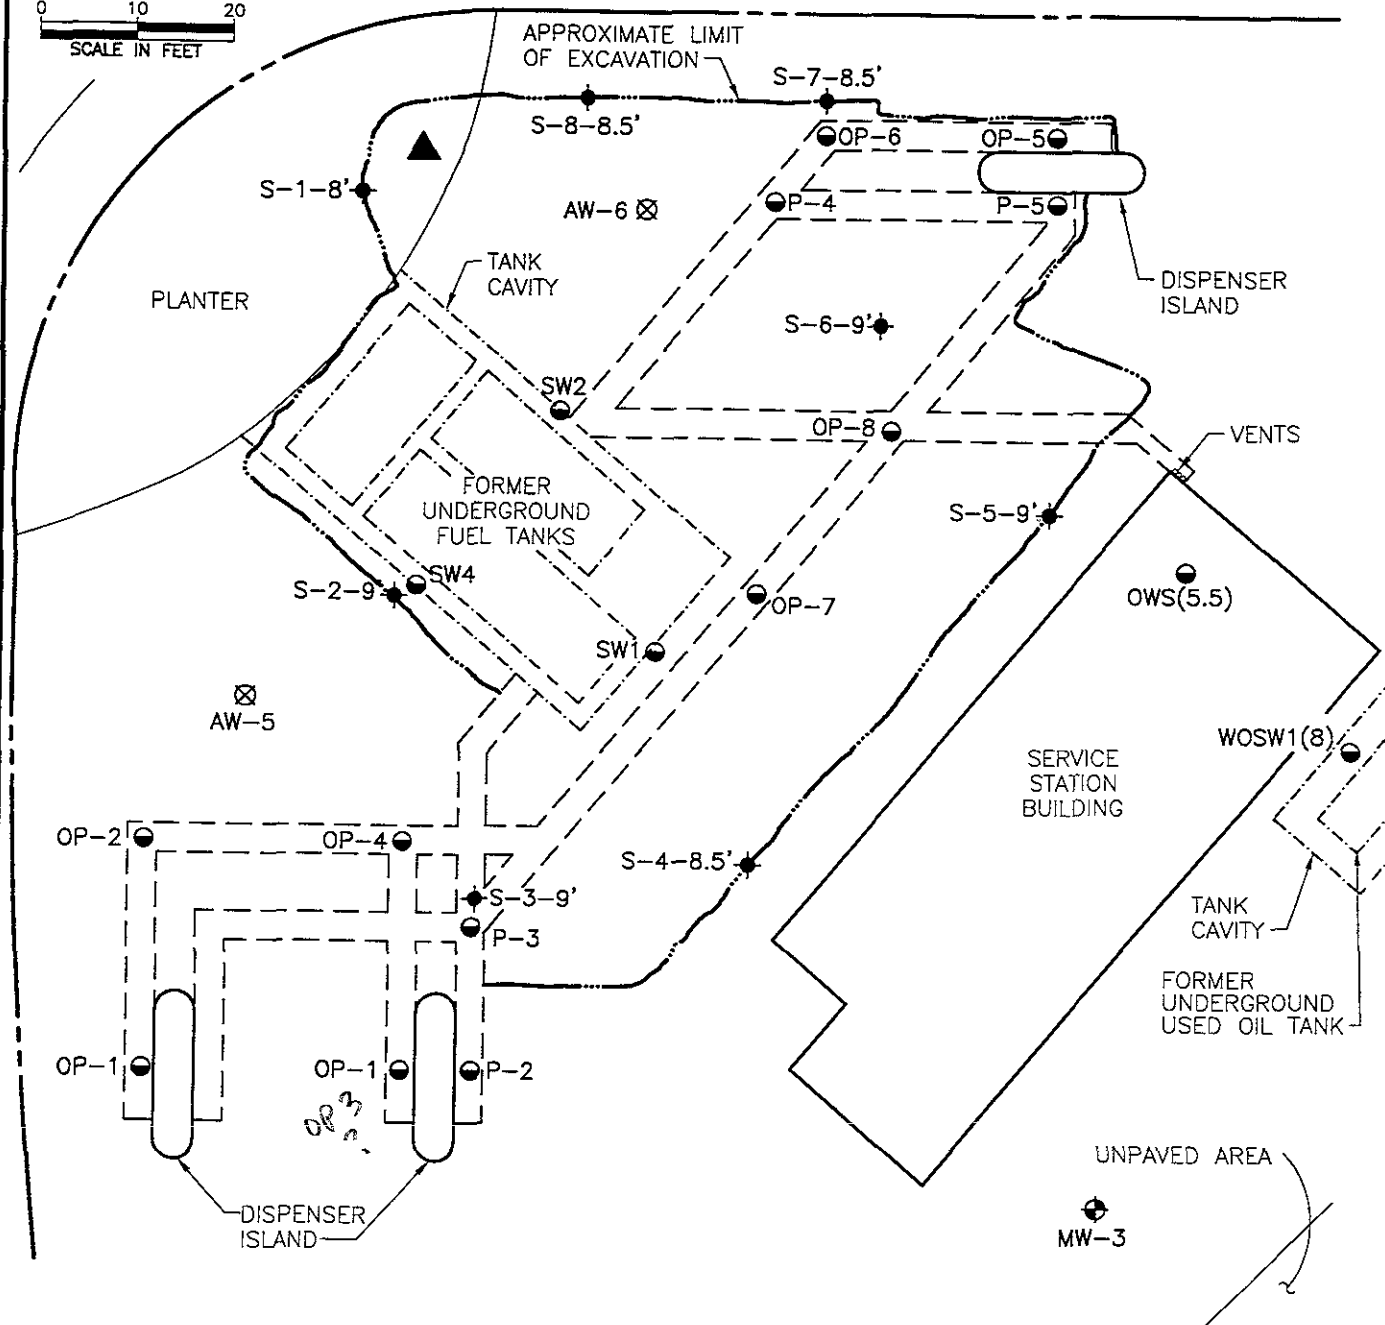 0 10 20
SCALE IN FEET
APPROXIMATE LIMIT
OF EXCAVATION
S-7-8.5'
S-8-8.5'
OP-6
OP-5
S-1-8'
AW-6
P-4
P-5
TANK
CAVITY
DISPENSER
ISLAND
PLANTER
S-6-9'
SW2
OP-8
VENTS
FORMER
UNDERGROUND
FUEL TANKS
S-5-9'
SW4
S-2-9'
OP-7
OWS(5.5)
SW1
AW-5
WOSW1(8)
SERVICE
STATION
BUILDING
OP-2
OP-4
S-4-8.5'
S-3-9'
P-3
TANK
CAVITY
FORMER
UNDERGROUND
USED OIL TANK
OP-1
OP-1
P-2
OP3
?
UNPAVED AREA
DISPENSER
ISLAND
MW-3